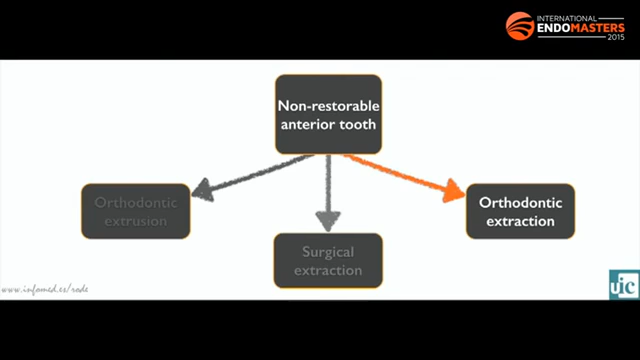 INTERNATIONAL
ENDOMASTERS
2015
Non-restorable
anterior tooth
Orthodontic
extrusion
Orthodontic
extraction
Surgical
extraction
www.infomed.es/rode
uic